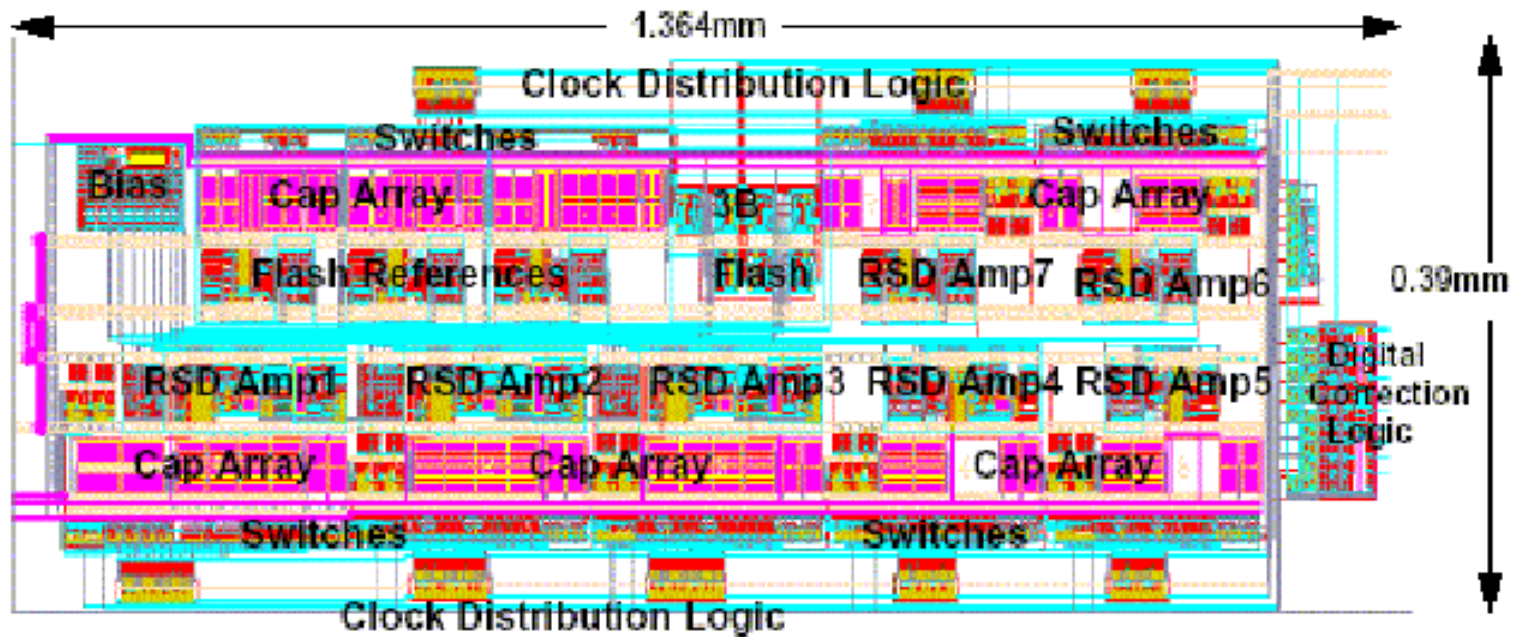 1.364mm
Clock Distribution Logic
Switches
Switches
Bias
Cap Array
3B
Cap Array
Flash References
Flash
RSD Amp7
RSD Amp6
0.39mm
RSD Amp1
RSD Amp2
RSD Amp3
RSD Amp4
RSD Amp5
Digital
Correction
Logic
Cap Array
Cap Array
Cap Array
Switches
Switches
Clock Distribution Logic